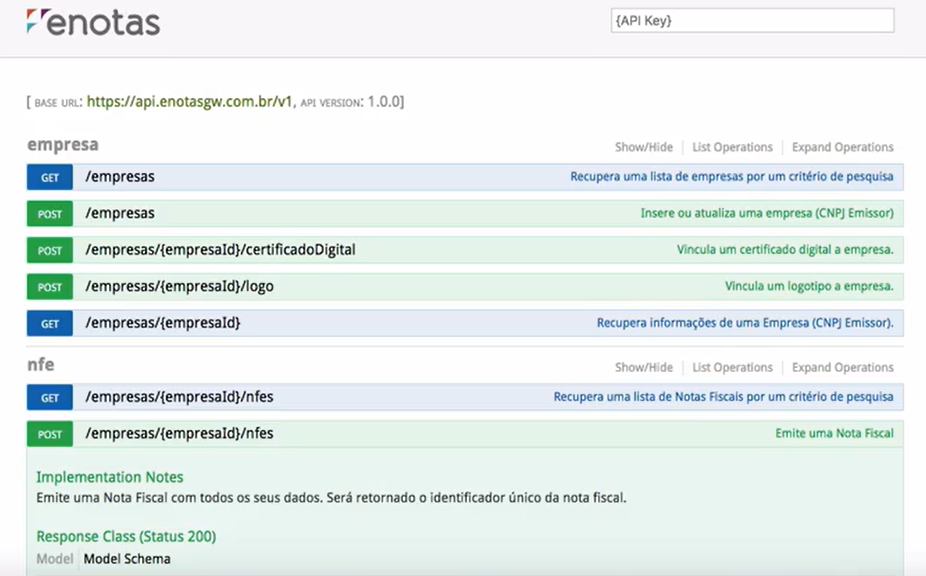 enotas
{API Key}
[ BASE URL: https://api.enotasgw.com.br/v1, API VERSION: 1.0.0]
empresa Show/Hide List Operations Expand Operations
GET /empresas Recupera uma lista de empresas por um critério de pesquisa
POST /empresas Insere ou atualiza uma empresa (CNPJ Emissor)
POST /empresas/{empresaId}/certificadoDigital Vincula um certificado digital a empresa.
POST /empresas/{empresaId}/logo Vincula um logotipo a empresa.
GET /empresas/{empresaId} Recupera informações de uma Empresa (CNPJ Emissor).
nfe Show/Hide List Operations Expand Operations
GET /empresas/{empresaId}/nfes Recupera uma lista de Notas Fiscais por um critério de pesquisa
POST /empresas/{empresaId}/nfes Emite uma Nota Fiscal
Implementation Notes
Emite uma Nota Fiscal com todos os seus dados. Será retornado o identificador único da nota fiscal.
Response Class (Status 200)
Model Model Schema